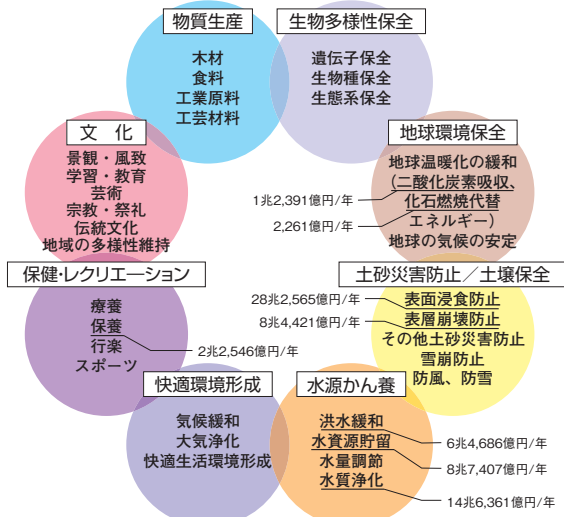 物質生産
木材
食料
工業原料
工芸材料
生物多様性保全
遺伝子保全
生物種保全
生態系保全
文 化
景観・風致
学習・教育
芸術
宗教・祭礼
伝統文化
地域の多様性維持
地球環境保全
地球温暖化の緩和
(二酸化炭素吸収、
化石燃焼代替
エネルギー)
地球の気候の安定
1兆2,391億円/年
2,261億円/年
保健・レクリエーション
療養
保養
行楽
スポーツ
2兆2,546億円/年
土砂災害防止/土壌保全
表面浸食防止
表層崩壊防止
その他土砂災害防止
雪崩防止
防風、防雪
28兆2,565億円/年
8兆4,421億円/年
快適環境形成
気候緩和
大気浄化
快適生活環境形成
水源かん養
洪水緩和
水資源貯留
水量調節
水質浄化
6兆4,686億円/年
8兆7,407億円/年
14兆6,361億円/年